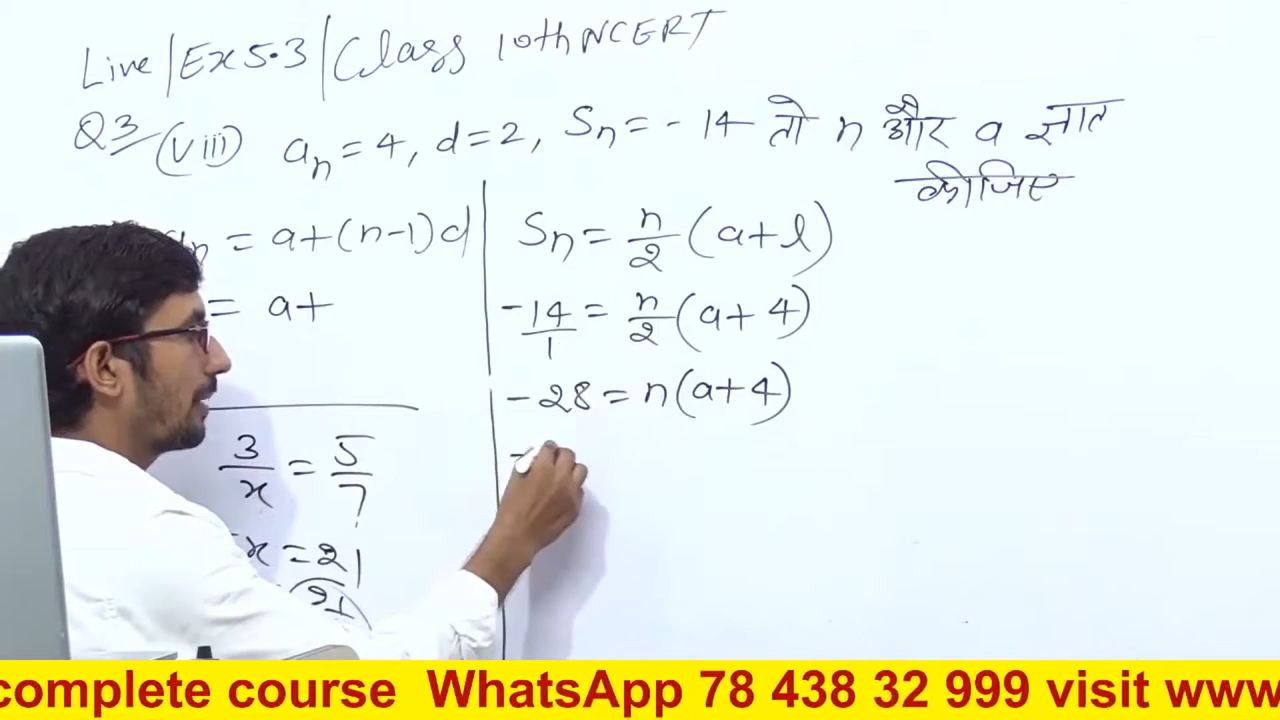 Live/Ex 5.3/Class 10th NCERT
Q3 (viii) aₙ = 4, d = 2, Sₙ = - 14 तो n और a ज्ञात
कीजिए
= a+(n-1)d
= a+
3/x = 5/7
x = 21
21
Sₙ = n/2 (a+l)
-14/1 = n/2 (a+4)
-28 = n(a+4)
-
complete course WhatsApp 78 438 32 999 visit www